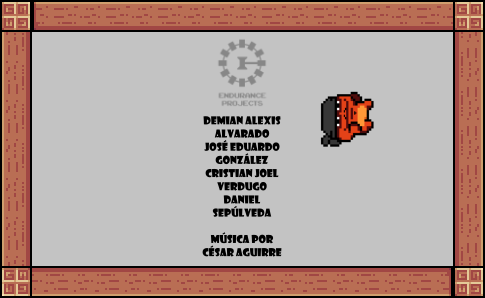 ENDURANCE
PROJECTS
DEMIAN ALEXIS
ALVARADO
JOSÉ EDUARDO
GONZÁLEZ
CRISTIAN JOEL
VERDUGO
DANIEL
SEPÚLVEDA
MÚSICA POR
CÉSAR AGUIRRE